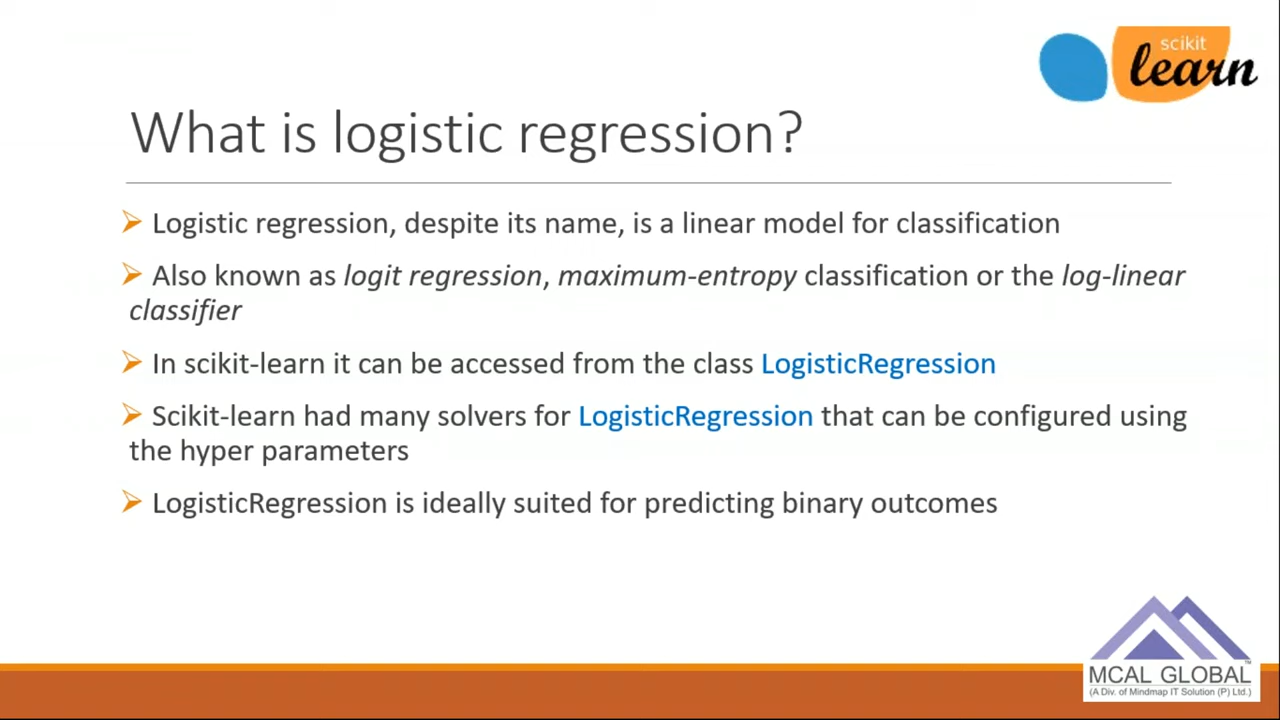 scikit
learn
What is logistic regression?
➢ Logistic regression, despite its name, is a linear model for classification
➢ Also known as logit regression, maximum-entropy classification or the log-linear
classifier
➢ In scikit-learn it can be accessed from the class LogisticRegression
➢ Scikit-learn had many solvers for LogisticRegression that can be configured using
the hyper parameters
➢ LogisticRegression is ideally suited for predicting binary outcomes
MCAL GLOBAL™
(A Div. of Mindmap IT Solution (P) Ltd.)